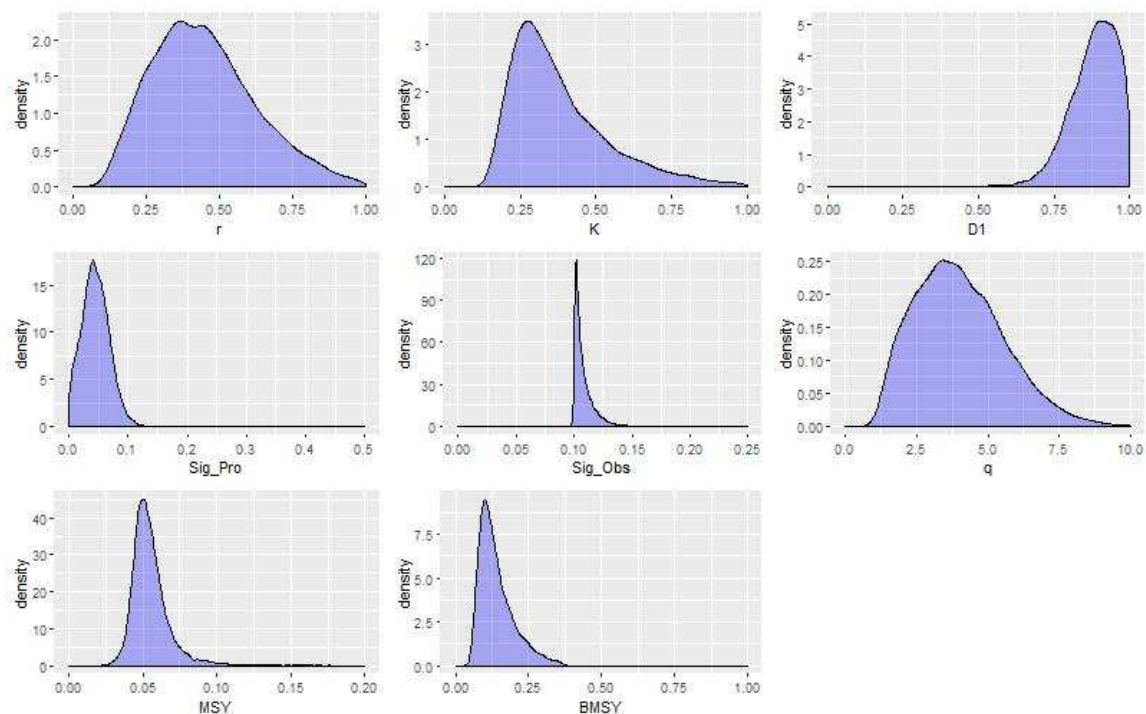 density
2.0
1.5
1.0
0.5
0.0
0.00 0.25 0.50 0.75 1.00
r
density
3
2
1
0
0.00 0.25 0.50 0.75 1.00
K
density
5
4
3
2
1
0
0.00 0.25 0.50 0.75 1.00
D1
density
15
10
5
0
0.0 0.1 0.2 0.3 0.4 0.5
Sig_Pro
density
120
90
60
30
0
0.00 0.05 0.10 0.15 0.20 0.25
Sig_Obs
density
0.25
0.20
0.15
0.10
0.05
0.00
0.0 2.5 5.0 7.5 10.0
q
density
40
30
20
10
0
0.00 0.05 0.10 0.15 0.20
MSY
density
7.5
5.0
2.5
0.0
0.00 0.25 0.50 0.75 1.00
BMSY